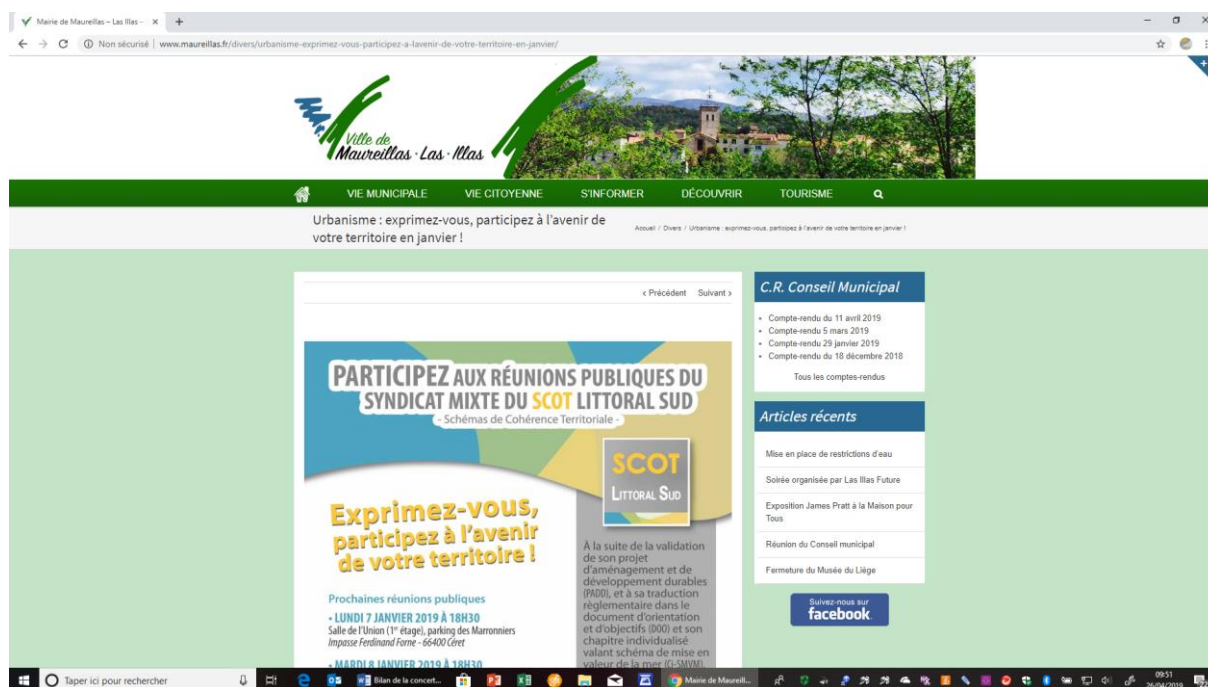 Mairie de Maureillas – Las Illas -
Non sécurisé | www.maureillas.fr/divers/urbanisme-exprimez-vous-participez-a-lavenir-de-votre-territoire-en-janvier/
Ville de
Maureillas · Las · Illas
VIE MUNICIPALE VIE CITOYENNE S'INFORMER DÉCOUVRIR TOURISME
Urbanisme : exprimez-vous, participez à l'avenir de
votre territoire en janvier !
Accueil / Divers / Urbanisme : exprimez-vous, participez à l'avenir de votre territoire en janvier !
‹ Précédent Suivant ›
PARTICIPEZ AUX RÉUNIONS PUBLIQUES DU
SYNDICAT MIXTE DU SCOT LITTORAL SUD
- Schémas de Cohérence Territoriale -
SCOT
LITTORAL SUD
Exprimez-vous,
participez à l'avenir
de votre territoire !
Prochaines réunions publiques
• LUNDI 7 JANVIER 2019 À 18H30
Salle de l'Union (1er étage), parking des Marronniers
Impasse Ferdinand Forne - 66400 Céret
• MARDI 8 JANVIER 2019 À 18H30
À la suite de la validation
de son projet
d'aménagement et de
développement durables
(PADD), et à sa traduction
règlementaire dans le
document d'orientation
et d'objectifs (DOO) et son
chapitre individualisé
valant schéma de mise en
valeur de la mer (Ci-SMVM),
C.R. Conseil Municipal
• Compte-rendu du 11 avril 2019
• Compte-rendu 5 mars 2019
• Compte-rendu 29 janvier 2019
• Compte-rendu du 18 décembre 2018
Tous les comptes-rendus
Articles récents
Mise en place de restrictions d'eau
Soirée organisée par Las Illas Future
Exposition James Pratt à la Maison pour
Tous
Réunion du Conseil municipal
Fermeture du Musée du Liège
Suivez-nous sur
facebook
Taper ici pour rechercher
Bilan de la concert...
Mairie de Maureill...
09:51
26/04/2019